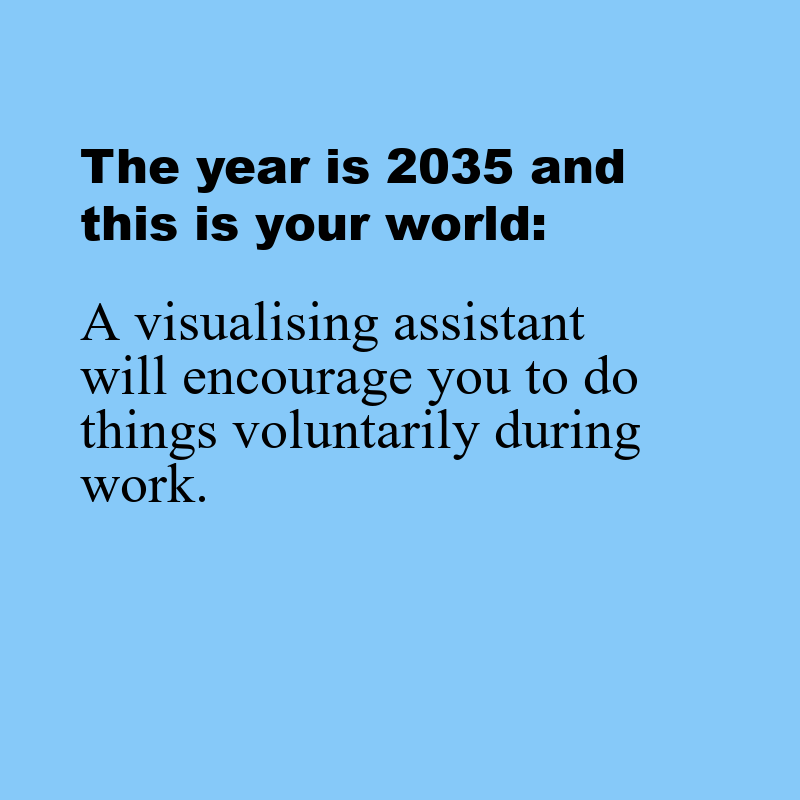 The year is 2035 and
this is your world:
A visualising assistant
will encourage you to do
things voluntarily during
work.